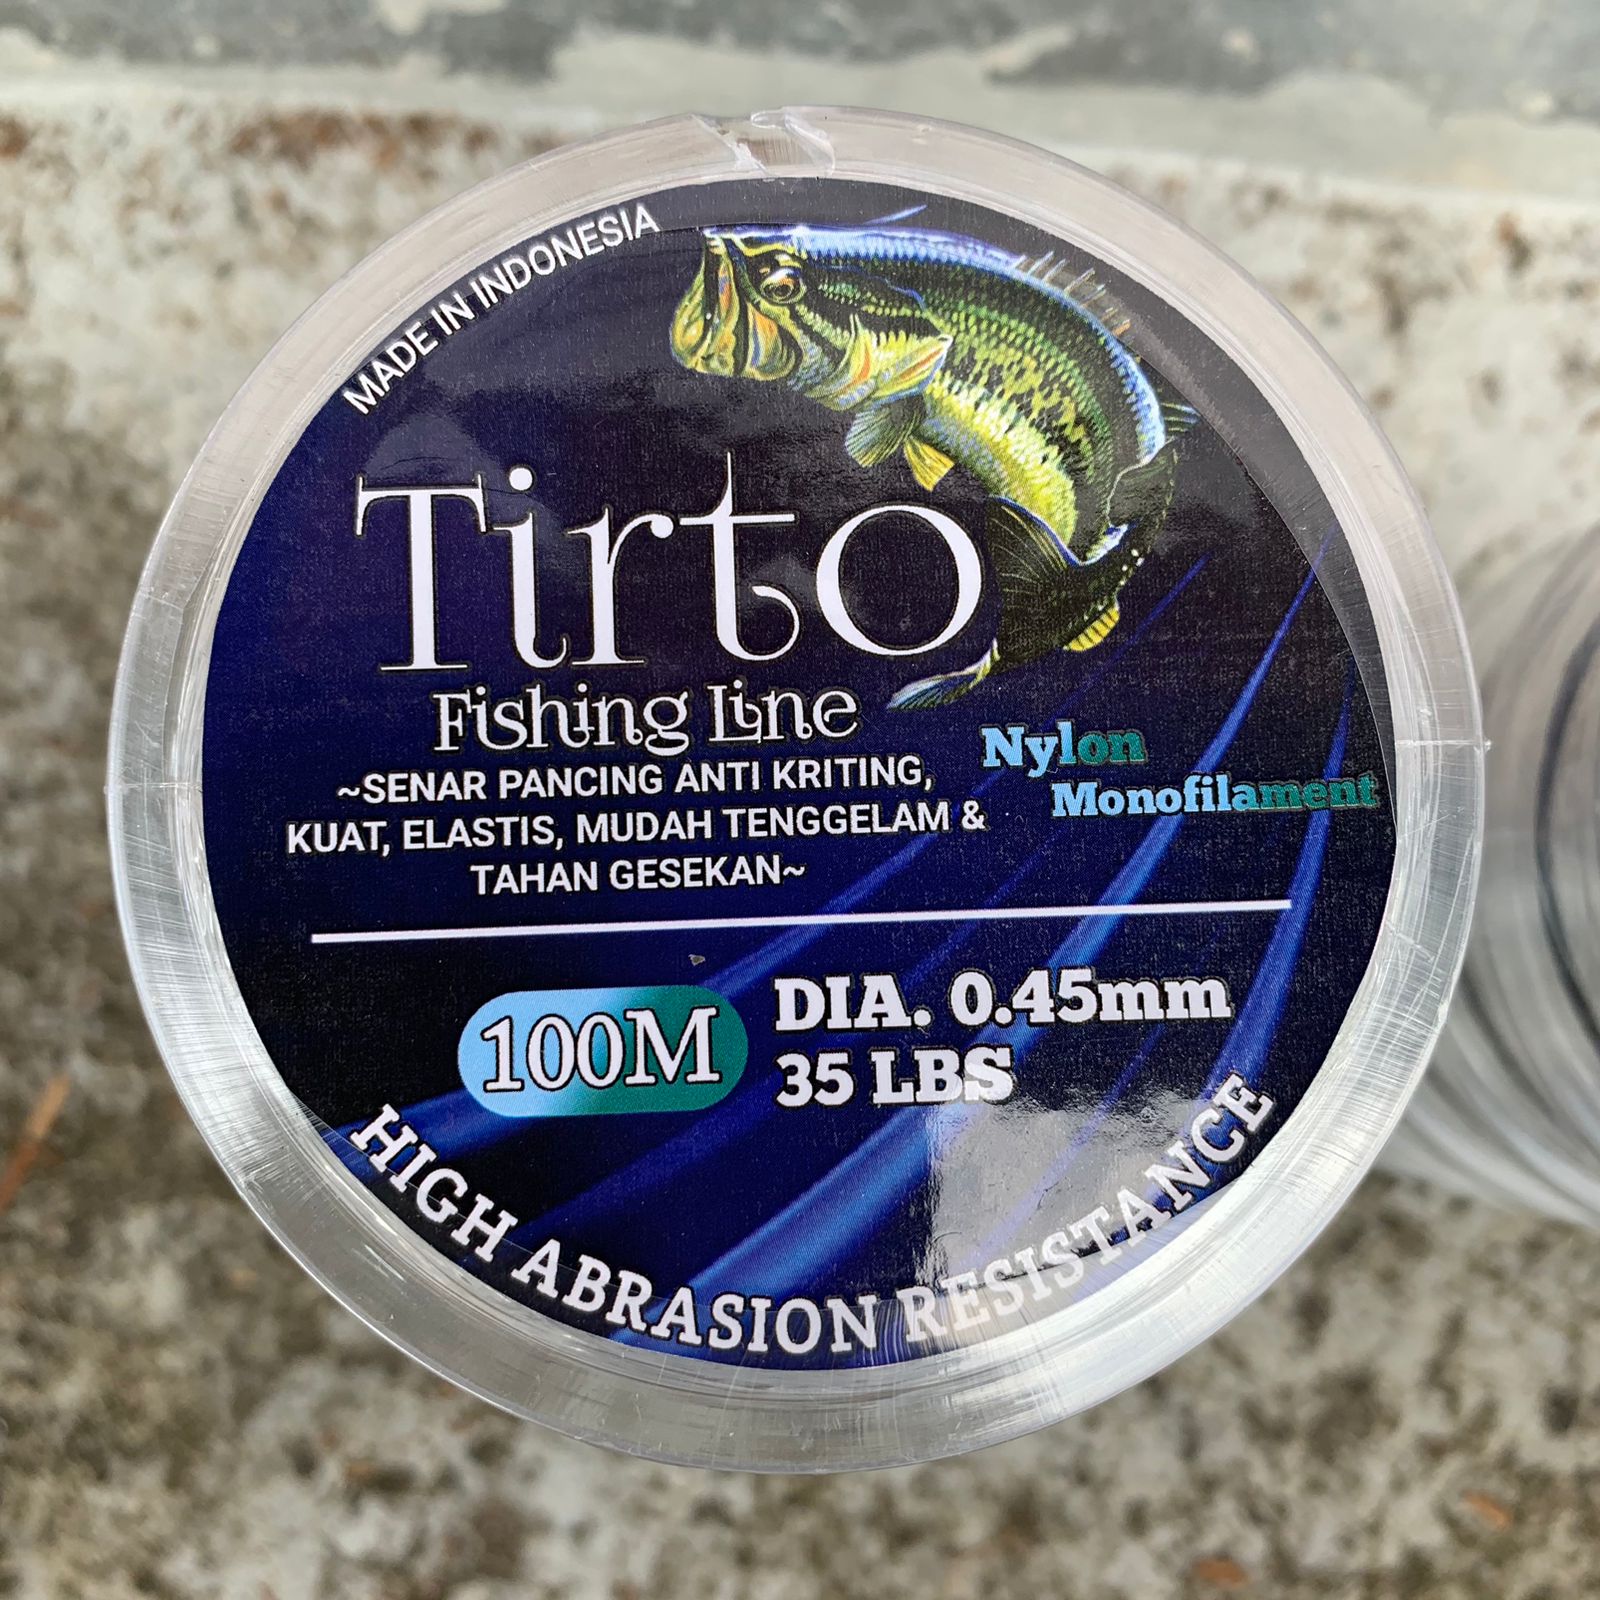 MADE IN INDONESIA
Tirto
Fishing Line
~SENAR PANCING ANTI KRITING,
KUAT, ELASTIS, MUDAH TENGGELAM &
TAHAN GESEKAN~
Nylon
Monofilament
100M
DIA. 0.45mm
35 LBS
HIGH ABRASION RESISTANCE